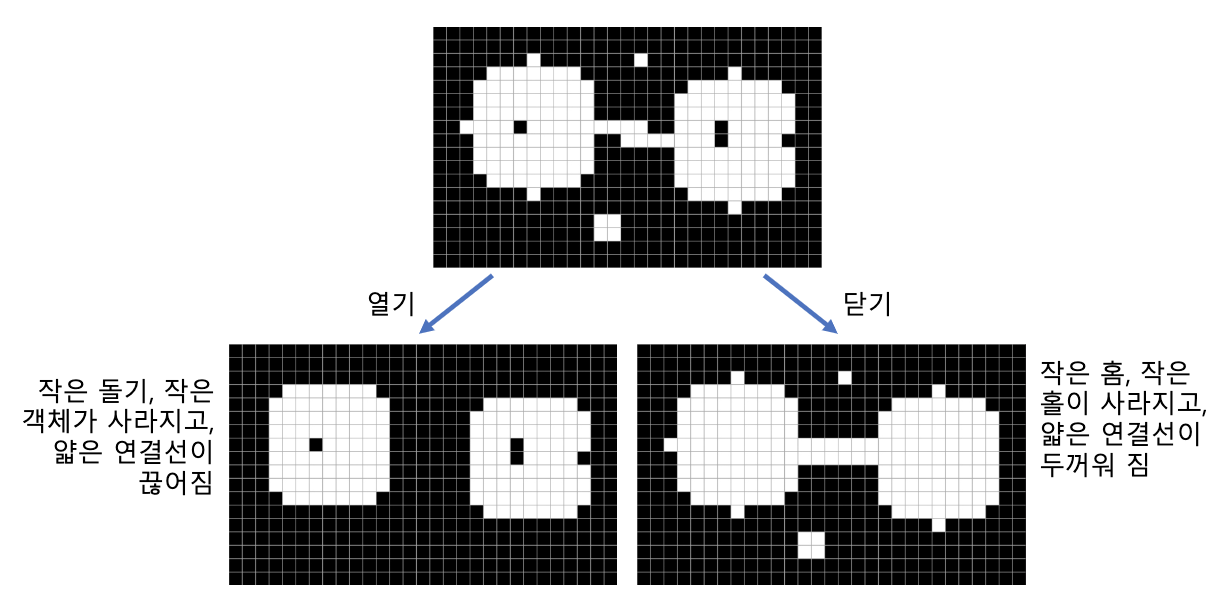 열기
닫기
작은 돌기, 작은
객체가 사라지고,
얇은 연결선이
끊어짐
작은 홈, 작은
홀이 사라지고,
얇은 연결선이
두꺼워 짐